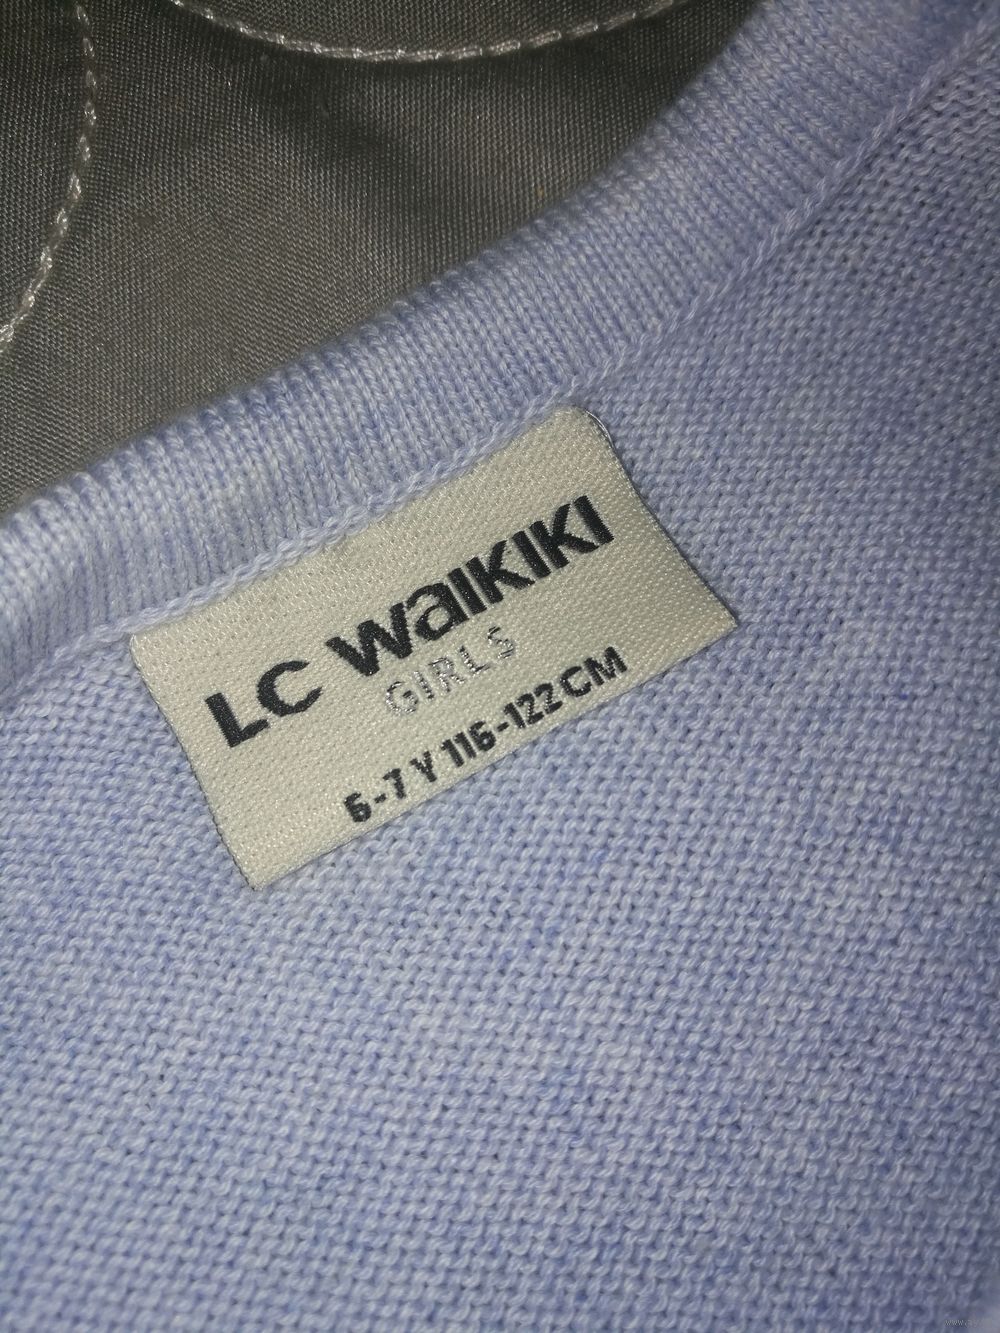 LC WAIKIKI
GIRLS
6-7 Y 116-122 CM